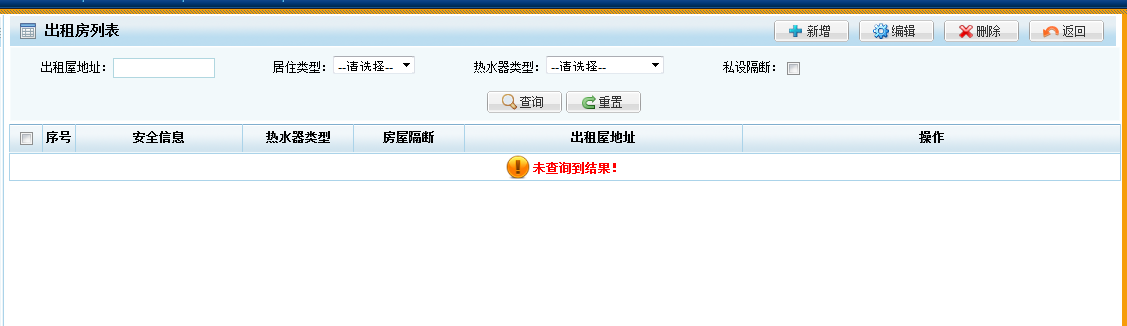 出租房列表 新增 编辑 删除 返回
出租屋地址： 居住类型： --请选择-- 热水器类型： --请选择-- 私设隔断：
查询 重置
序号 安全信息 热水器类型 房屋隔断 出租屋地址 操作
未查询到结果！